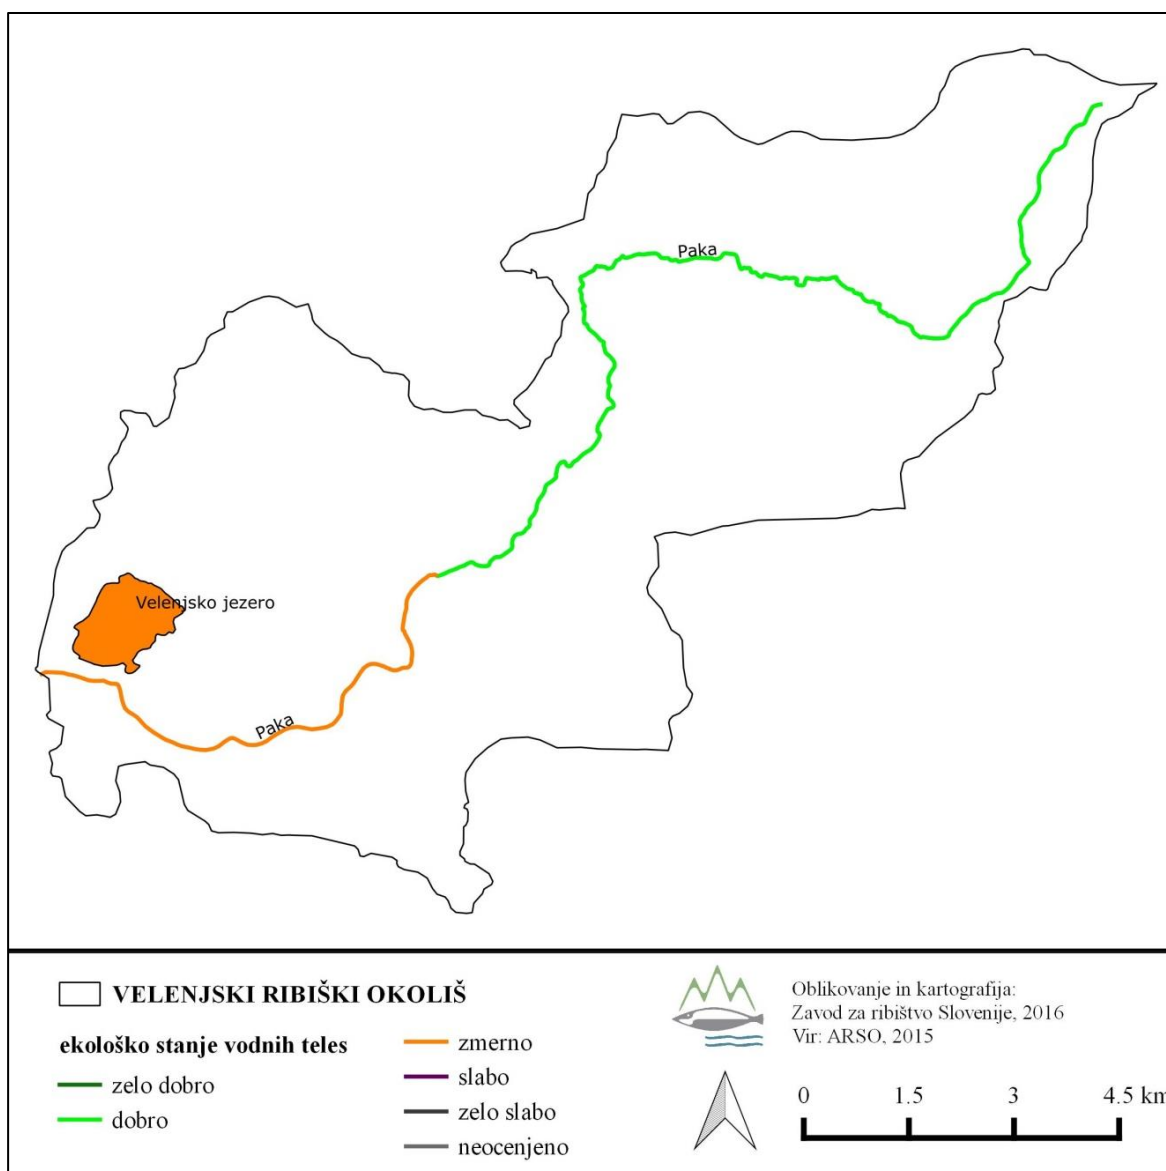 Paka
Velenjsko jezero
Paka
VELENJSKI RIBIŠKI OKOLIŠ
ekološko stanje vodnih teles
zelo dobro
dobro
zmerno
slabo
zelo slabo
neocenjeno
Oblikovanje in kartografija:
Zavod za ribištvo Slovenije, 2016
Vir: ARSO, 2015
0 1.5 3 4.5 km